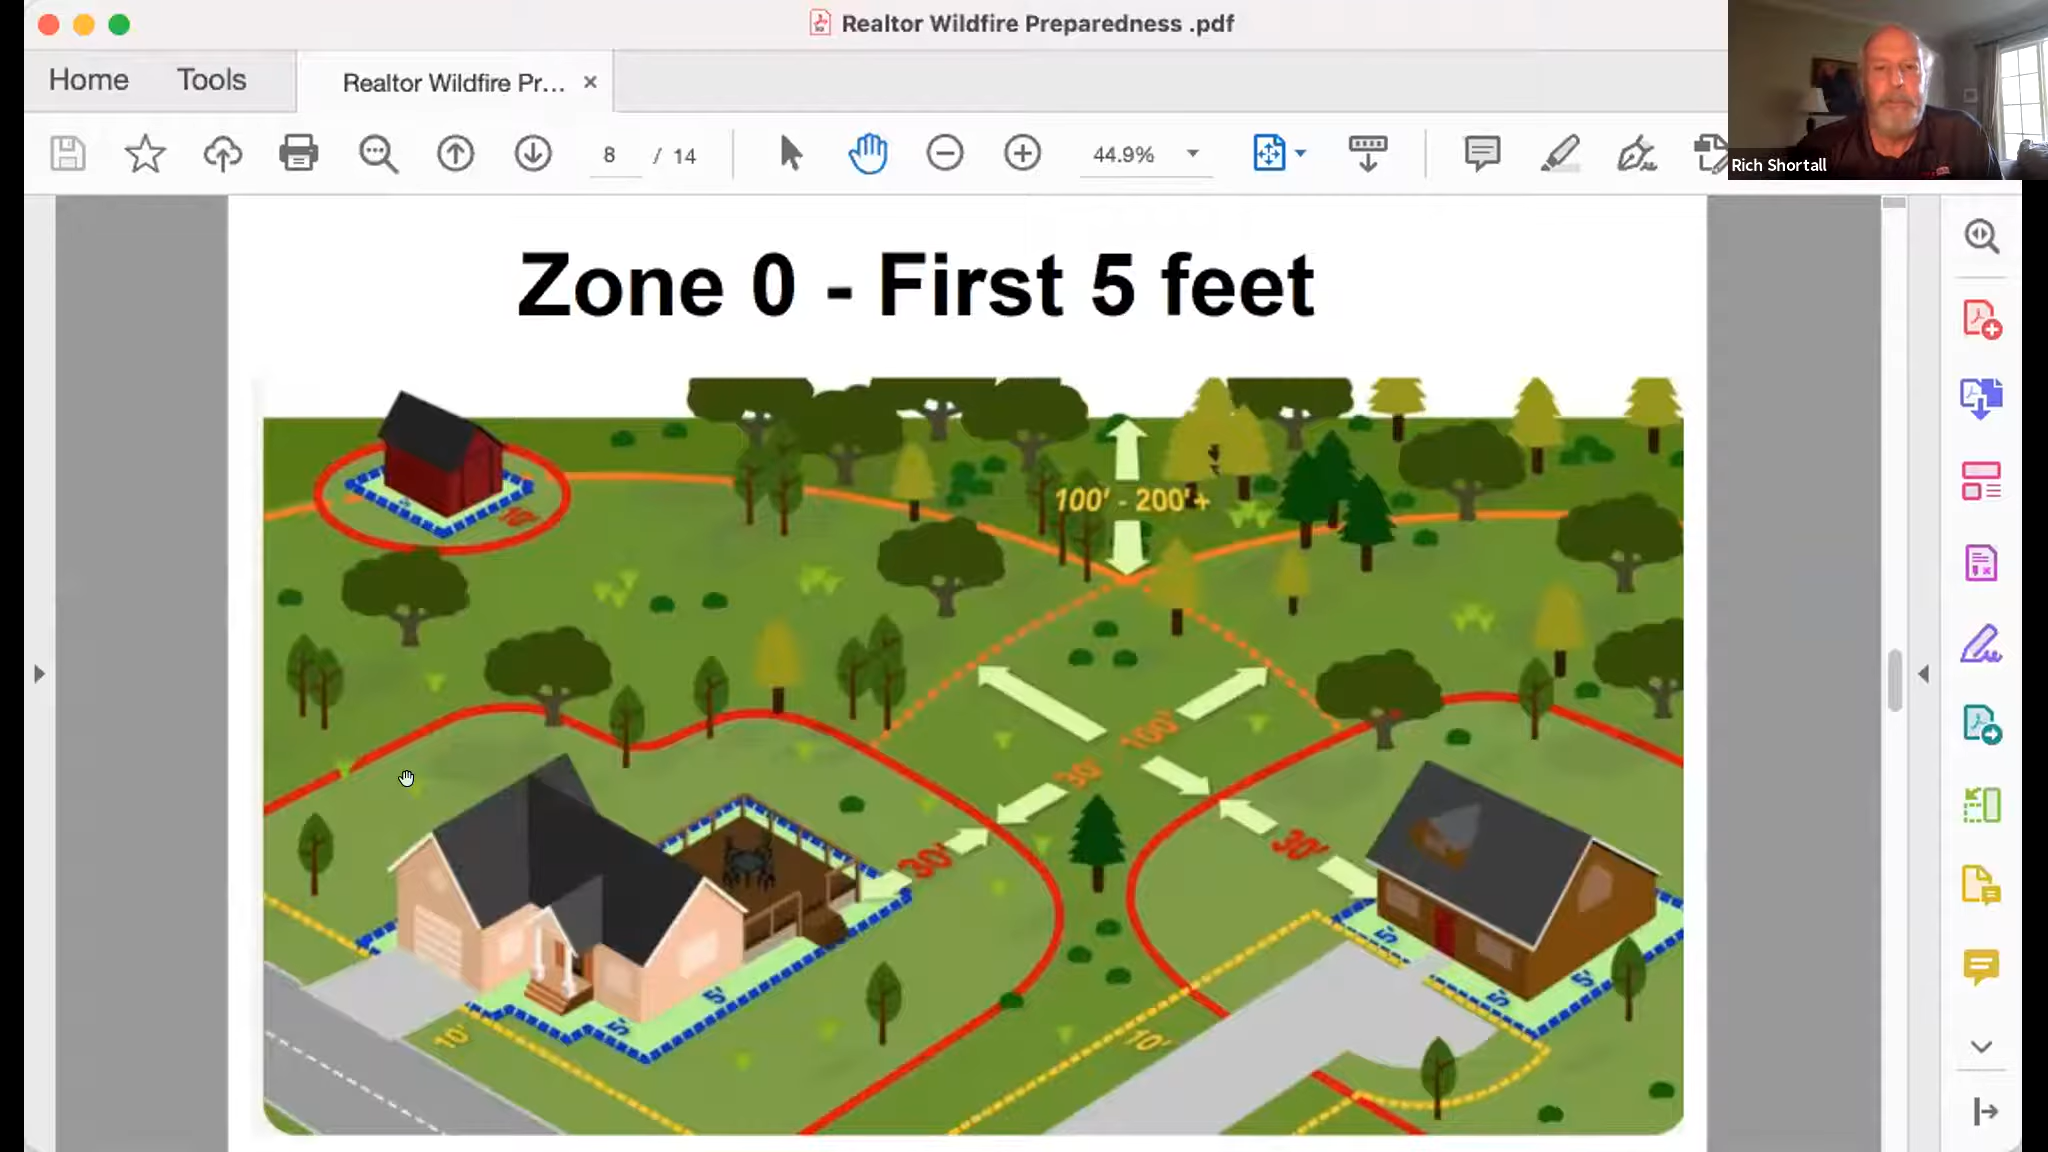 Realtor Wildfire Preparedness .pdf
Home Tools Realtor Wildfire Pr... ×
8 / 14 44.9%
Rich Shortall
Zone 0 - First 5 feet
100' - 200'+
10'
30' 100'
30'
30'
5'
5'
5'
5'
5'
10'
10'